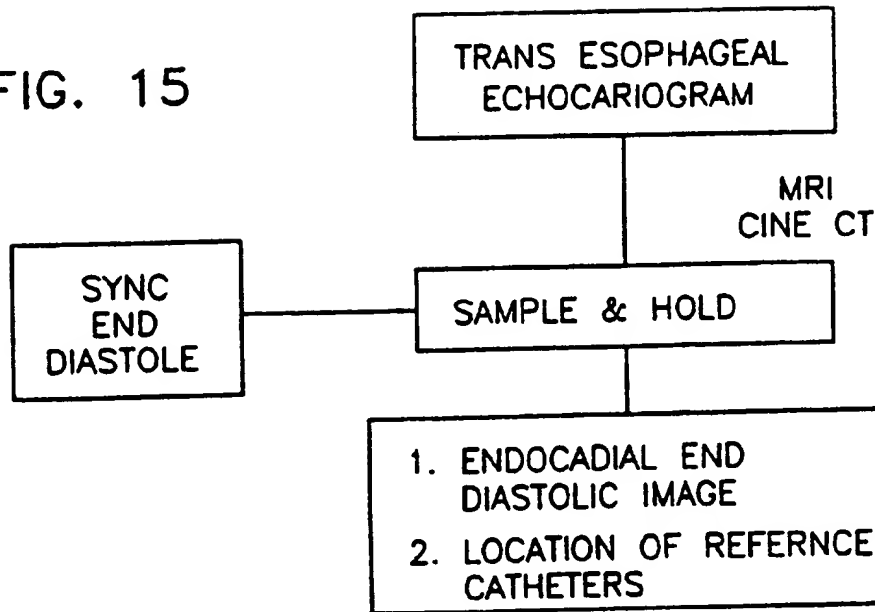 FIG. 15
TRANS ESOPHAGEAL
ECHOCARIOGRAM
MRI
CINE CT
SYNC
END
DIASTOLE
SAMPLE & HOLD
1. ENDOCADIAL END
DIASTOLIC IMAGE
2. LOCATION OF REFERNCE
CATHETERS